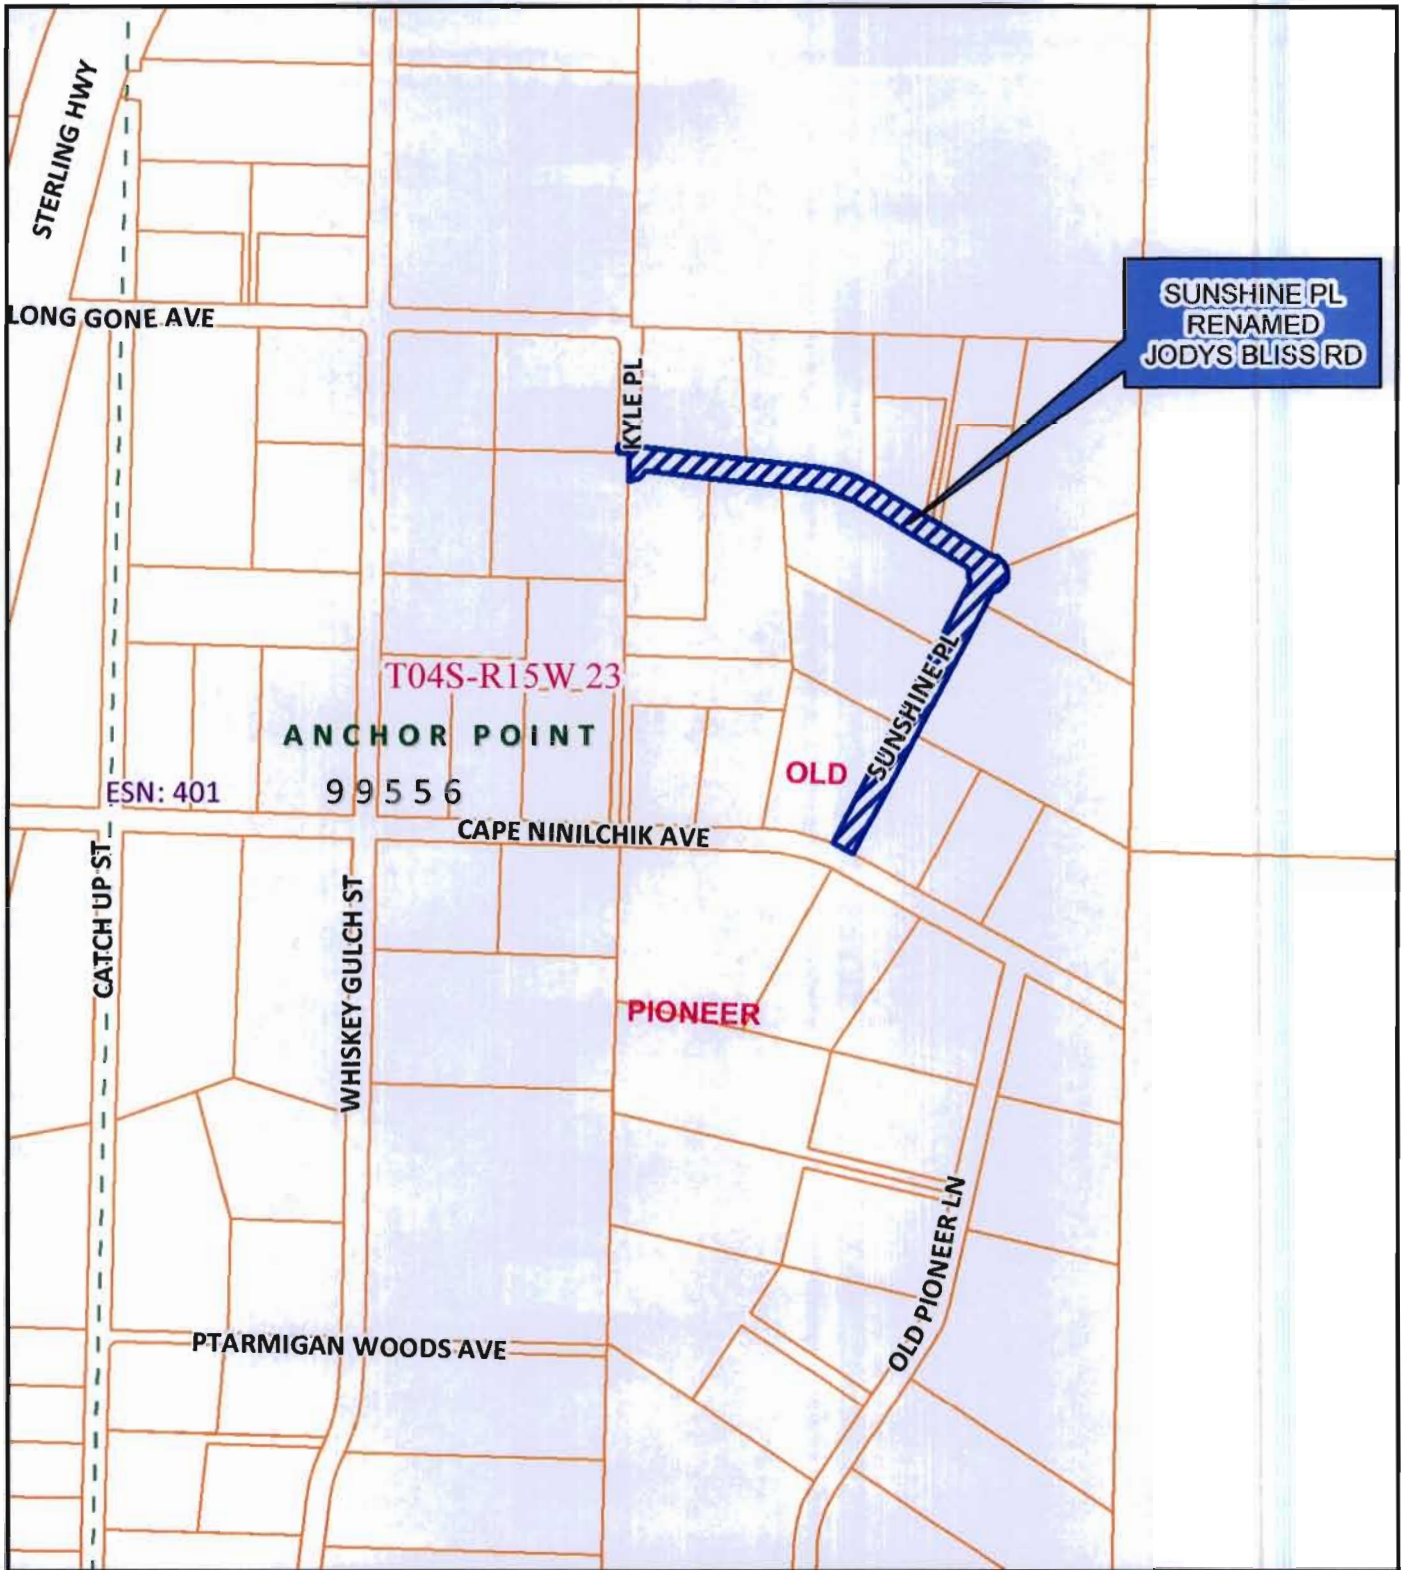 STERLING HWY
LONG GONE AVE
SUNSHINE PL
RENAMED
JODYS BLISS RD
KYLE PL
T04S-R15W 23
ANCHOR POINT
SUNSHINE PL
OLD
ESN: 401
99556
CAPE NINILCHIK AVE
CATCH UP ST
WHISKEY GULCH ST
PIONEER
OLD PIONEER LN
PTARMIGAN WOODS AVE